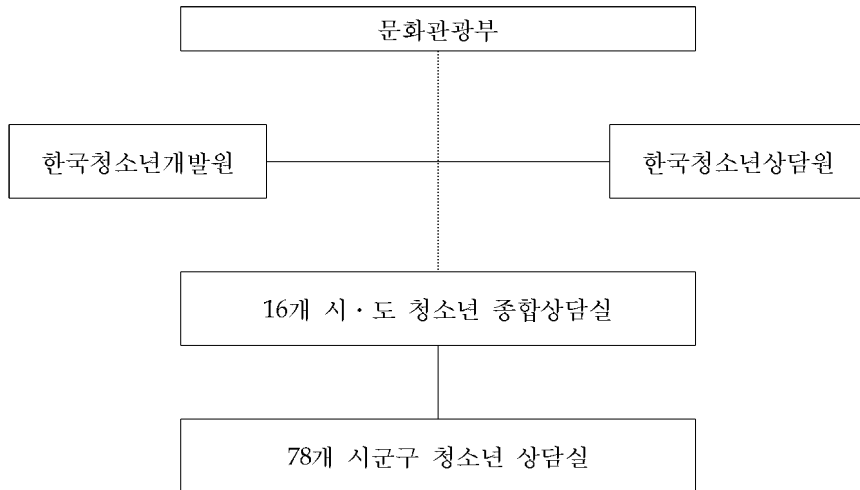 문화관광부
한국청소년개발원
한국청소년상담원
16개 시·도 청소년 종합상담실
78개 시군구 청소년 상담실